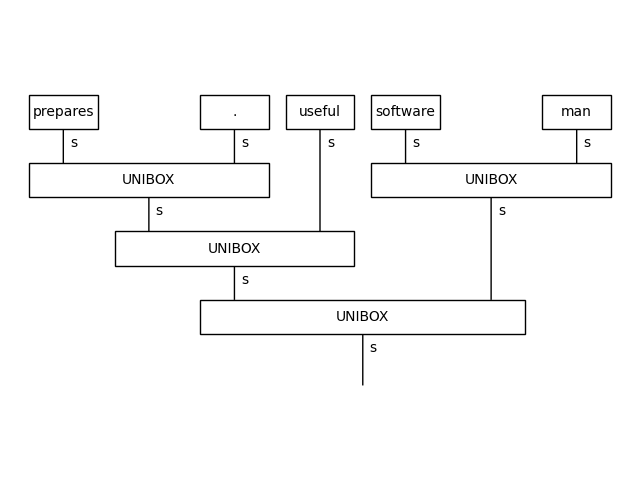 prepares . useful software man
s s s s s
UNIBOX UNIBOX
s s
UNIBOX
s
UNIBOX
s